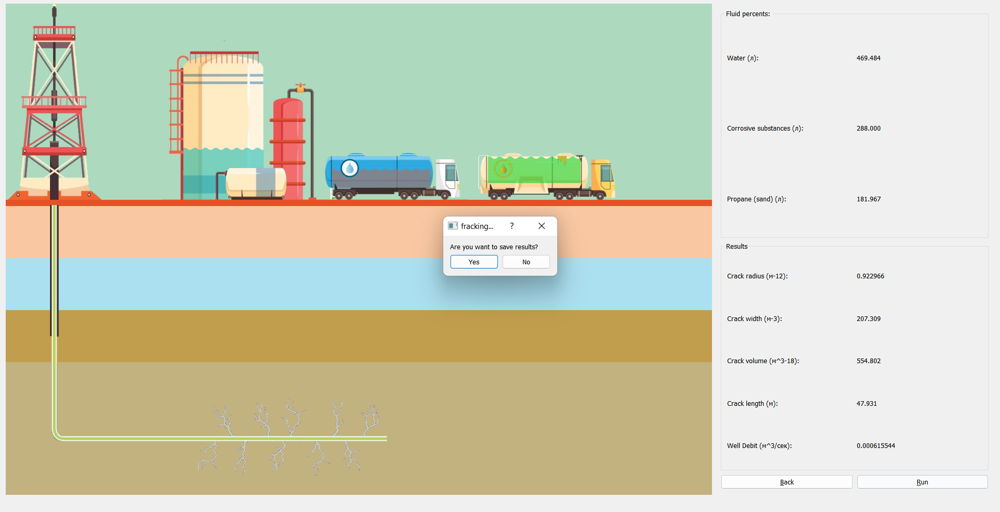 Fluid percents:
Water (л): 469.484
Corrosive substances (л): 288.000
Propane (sand) (л): 181.967
fracking... ?
Are you want to save results?
Yes No
Results
Crack radius (м-12): 0.922966
Crack width (м-3): 207.309
Crack volume (м^3-18): 554.802
Crack length (м): 47.931
Well Debit (м^3/сек): 0.000615544
Back Run